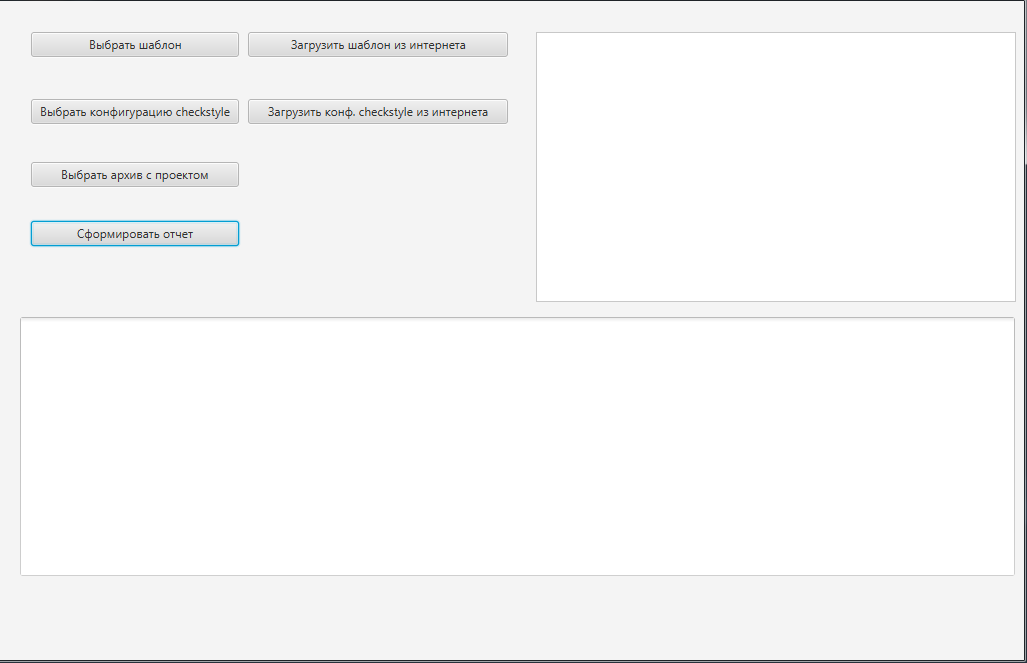 Выбрать шаблон
Загрузить шаблон из интернета
Выбрать конфигурацию checkstyle
Загрузить конф. checkstyle из интернета
Выбрать архив с проектом
Сформировать отчет